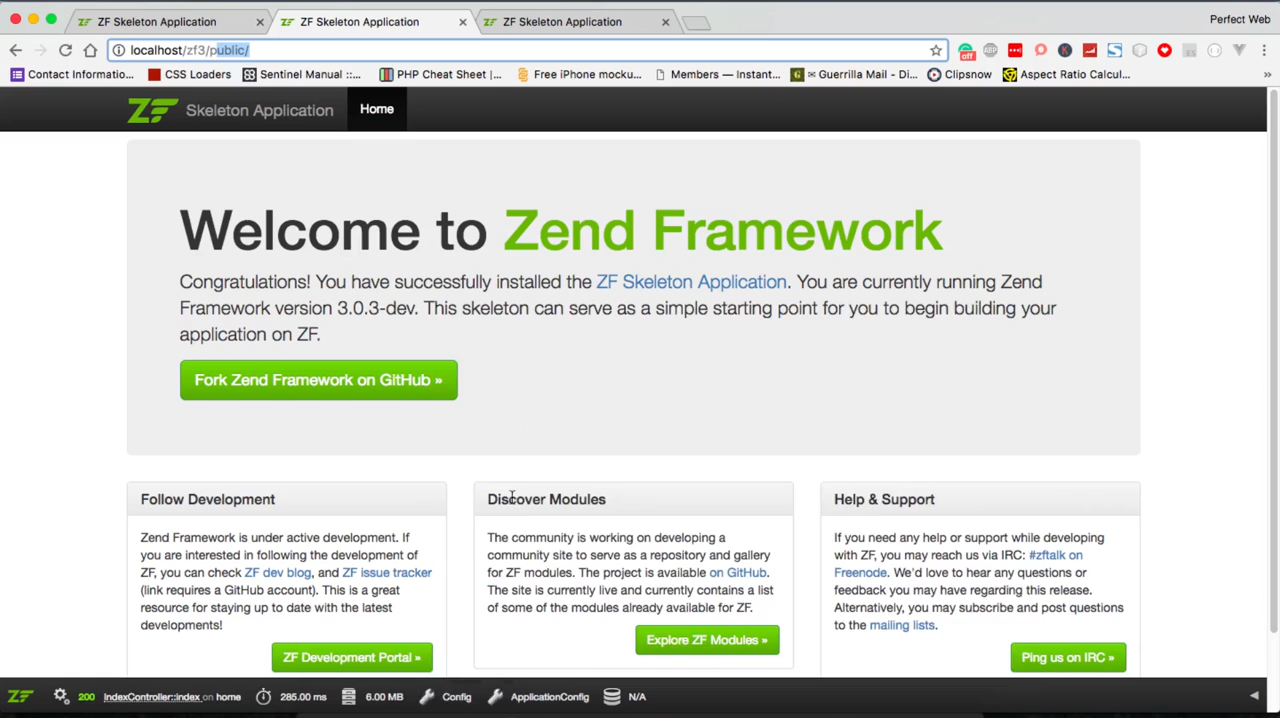 ZF Skeleton Application
ZF Skeleton Application
ZF Skeleton Application
Perfect Web
localhost/zf3/public/
off
ABP
Contact Informatio...
CSS Loaders
Sentinel Manual ::...
PHP Cheat Sheet |...
Free iPhone mocku...
Members — Instant...
Guerrilla Mail - Di...
Clipsnow
Aspect Ratio Calcul...
»
ZF Skeleton Application
Home
Welcome to Zend Framework
Congratulations! You have successfully installed the ZF Skeleton Application. You are currently running Zend
Framework version 3.0.3-dev. This skeleton can serve as a simple starting point for you to begin building your
application on ZF.
Fork Zend Framework on GitHub »
Follow Development
Zend Framework is under active development. If
you are interested in following the development of
ZF, you can check ZF dev blog, and ZF issue tracker
(link requires a GitHub account). This is a great
resource for staying up to date with the latest
developments!
ZF Development Portal »
Discover Modules
The community is working on developing a
community site to serve as a repository and gallery
for ZF modules. The project is available on GitHub.
The site is currently live and currently contains a list
of some of the modules already available for ZF.
Explore ZF Modules »
Help & Support
If you need any help or support while developing
with ZF, you may reach us via IRC: #zftalk on
Freenode. We'd love to hear any questions or
feedback you may have regarding this release.
Alternatively, you may subscribe and post questions
to the mailing lists.
Ping us on IRC »
ZF 200 IndexController::index on home 285.00 ms 6.00 MB Config ApplicationConfig N/A